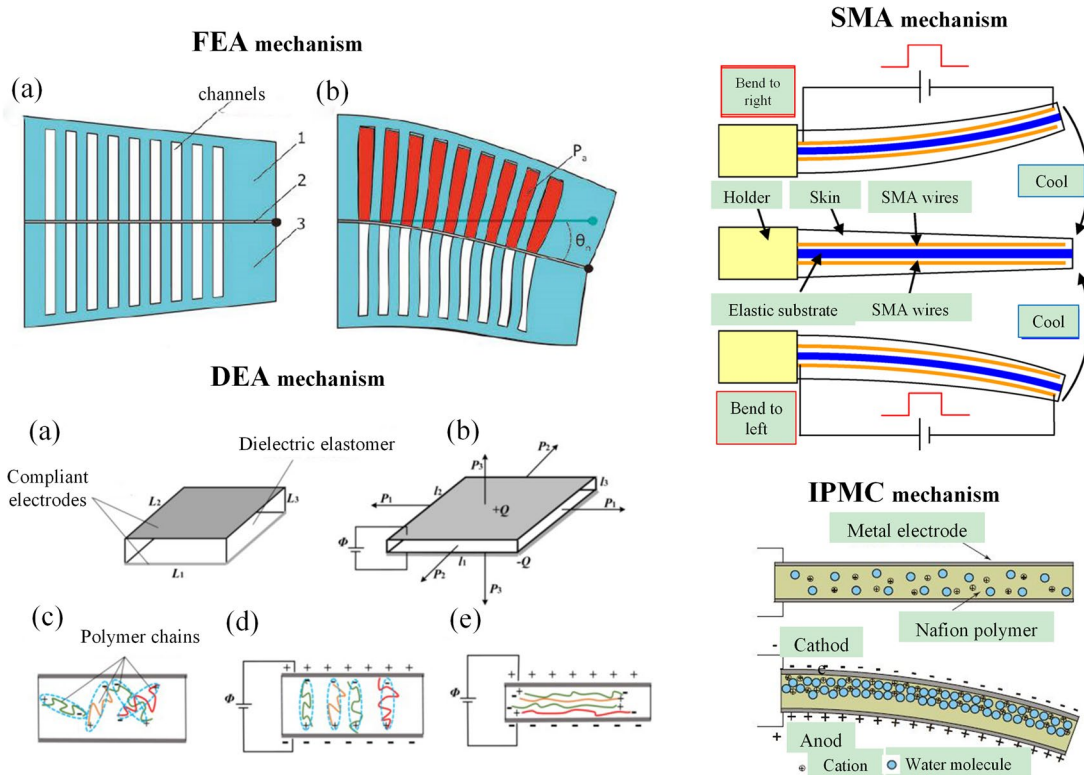 FEA mechanism
(a)
channels
1
2
3
(b)
Pa
θn
DEA mechanism
(a)
Compliant
electrodes
Dielectric elastomer
L2
L3
L1
(b)
P2
P3
l2
l3
P1
+Q
P1
Φ
l1
-Q
P2
P3
(c)
Polymer chains
(d)
+ + + + + + +
Φ
- - - - - - -
(e)
+ + + + + + + +
Φ
- - - - - - -
SMA mechanism
Bend to
right
Cool
Holder
Skin
SMA wires
Elastic substrate
SMA wires
Cool
Bend to
left
IPMC mechanism
Metal electrode
Nafion polymer
-
Cathod
e
+
Anod
Cation
Water molecule